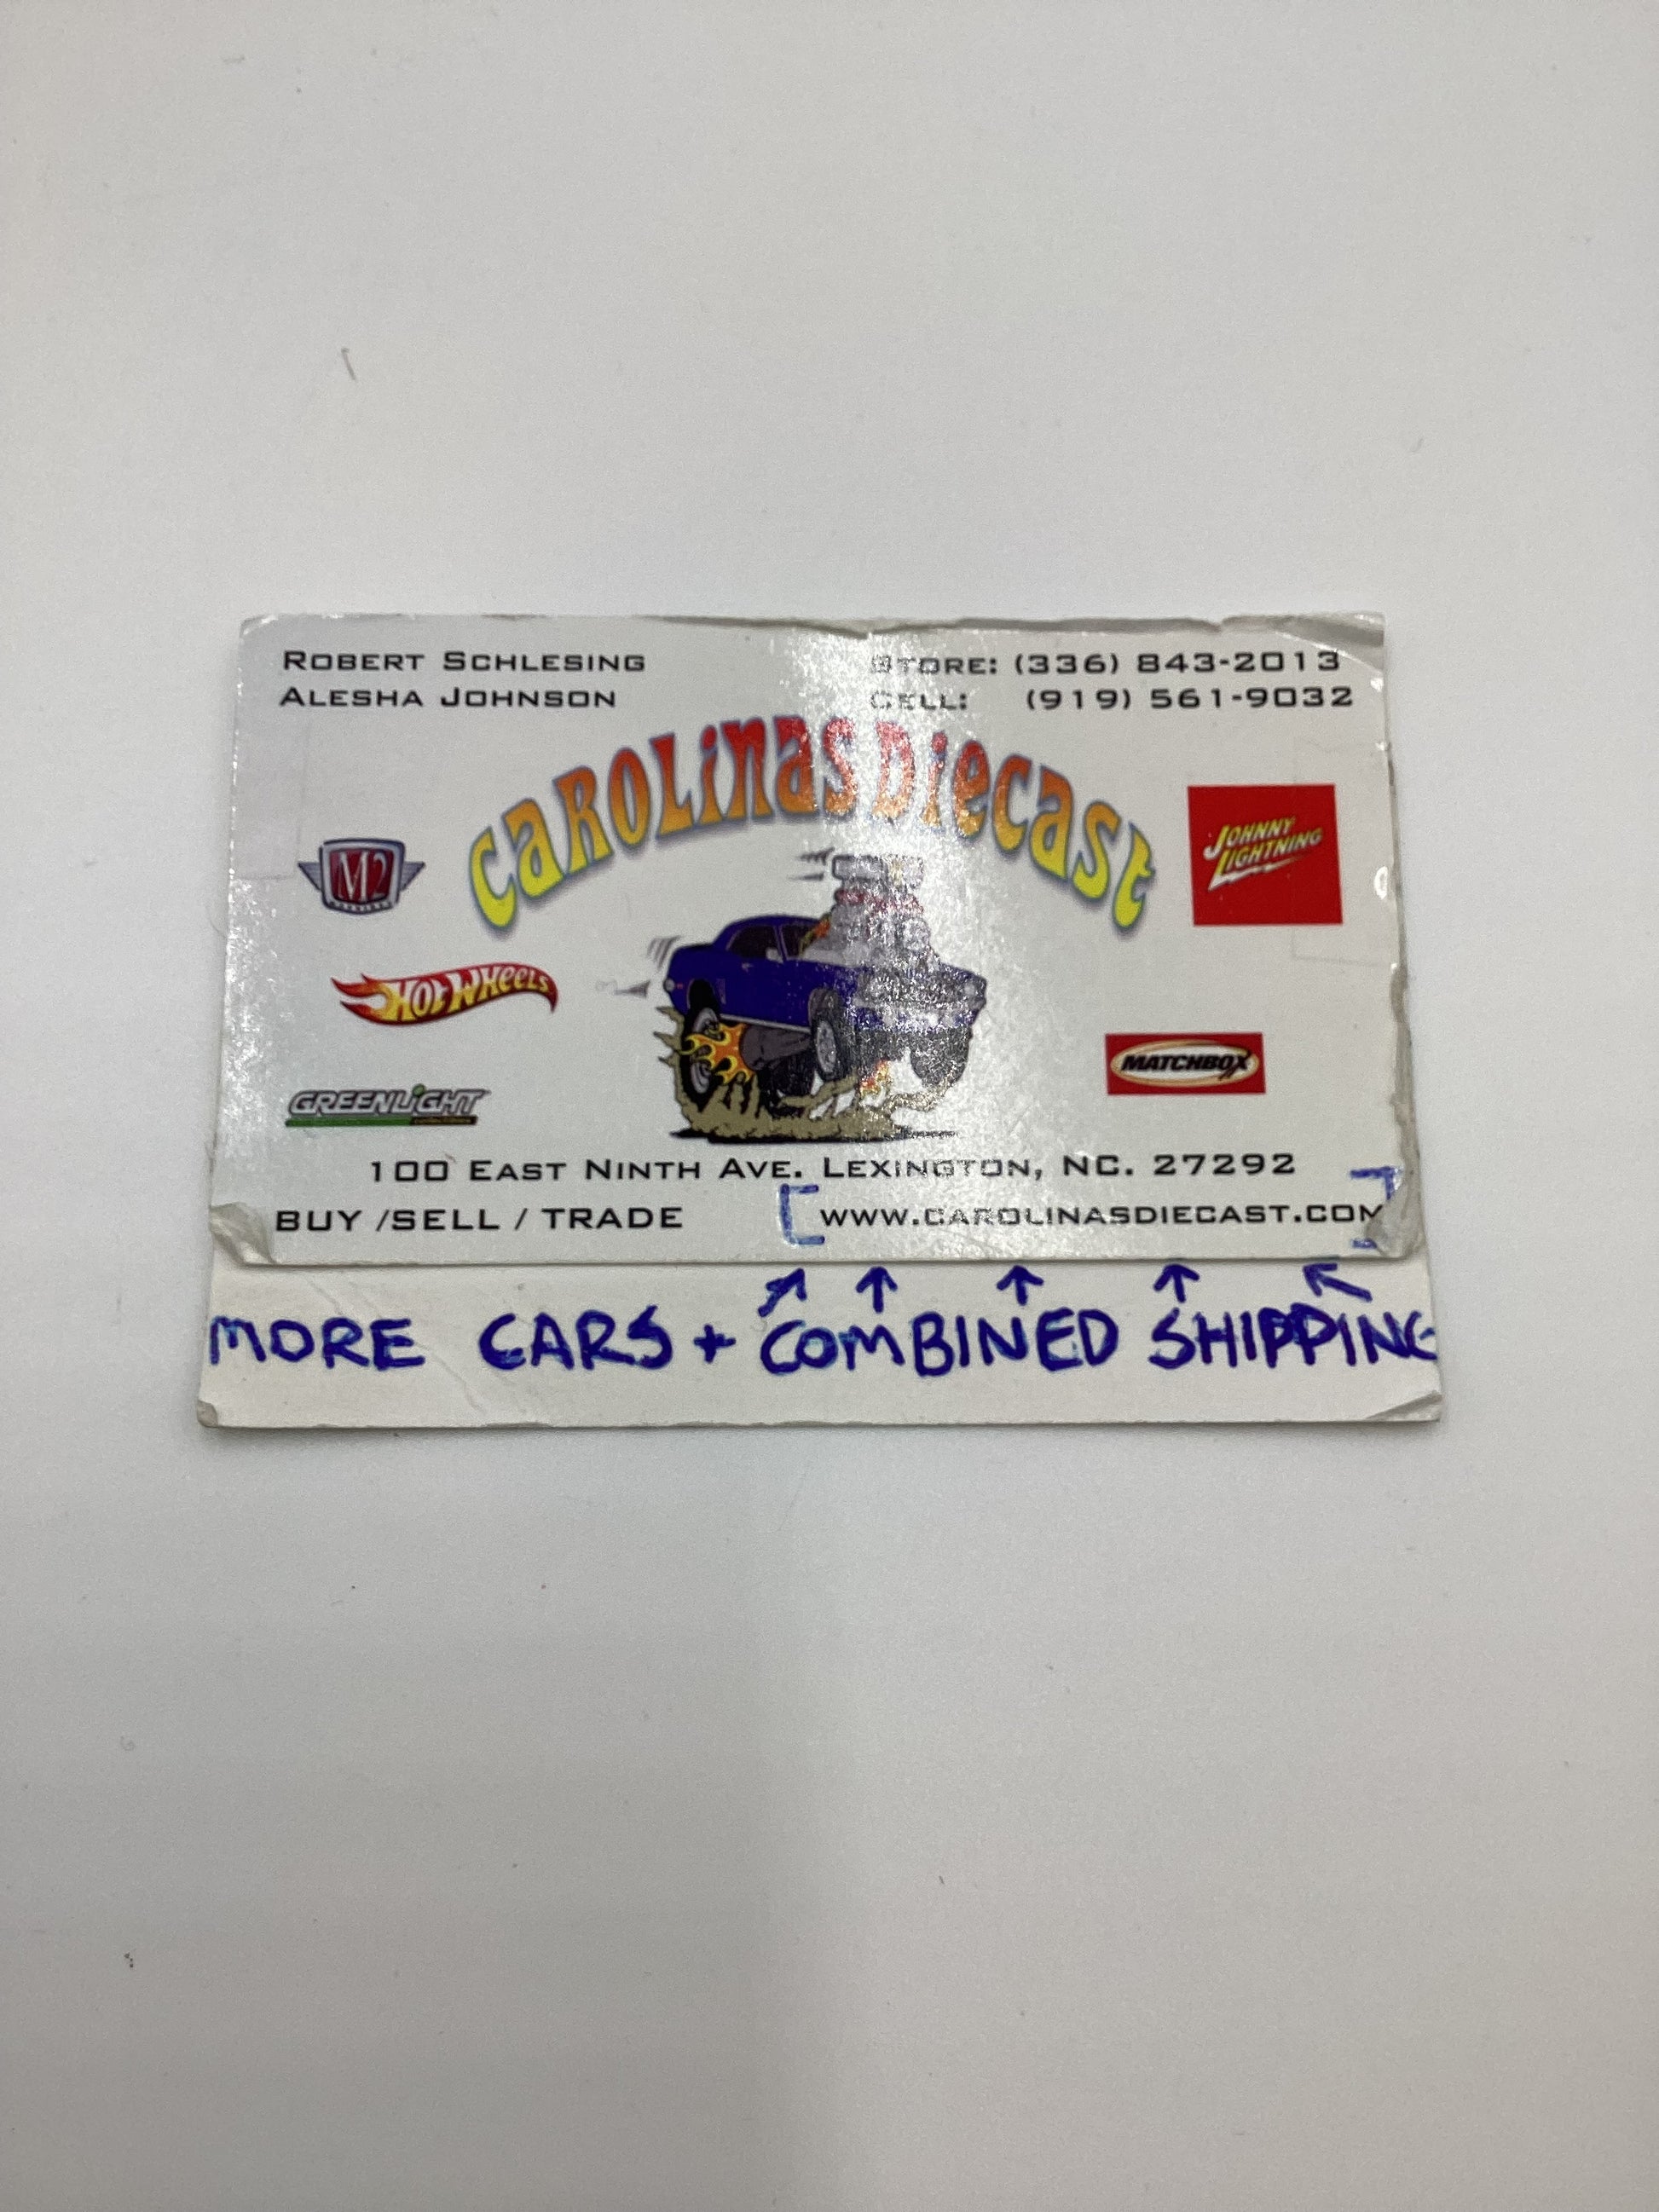 ROBERT SCHLESING
ALESHA JOHNSON
STORE: (336) 843-2013
CELL: (919) 561-9032
CAROLINAS DIECAST
M2
JOHNNY
LIGHTNING
HOT WHEELS
MATCHBOX
GREENLIGHT
100 EAST NINTH AVE. LEXINGTON, NC. 27292
BUY /SELL / TRADE
WWW.CAROLINASDIECAST.COM
MORE CARS + COMBINED SHIPPING